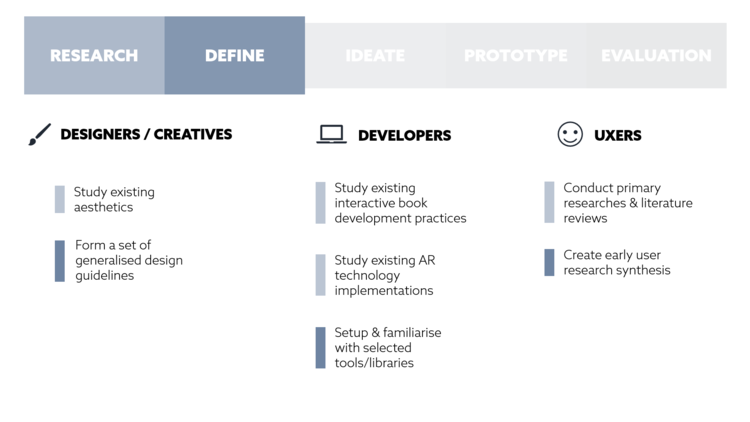 RESEARCH
DEFINE
IDEATE
PROTOTYPE
EVALUATION
DESIGNERS / CREATIVES
Study existing
aesthetics
Form a set of
generalised design
guidelines
DEVELOPERS
Study existing
interactive book
development practices
Study existing AR
technology
implementations
Setup & familiarise
with selected
tools/libraries
UXERS
Conduct primary
researches & literature
reviews
Create early user
research synthesis